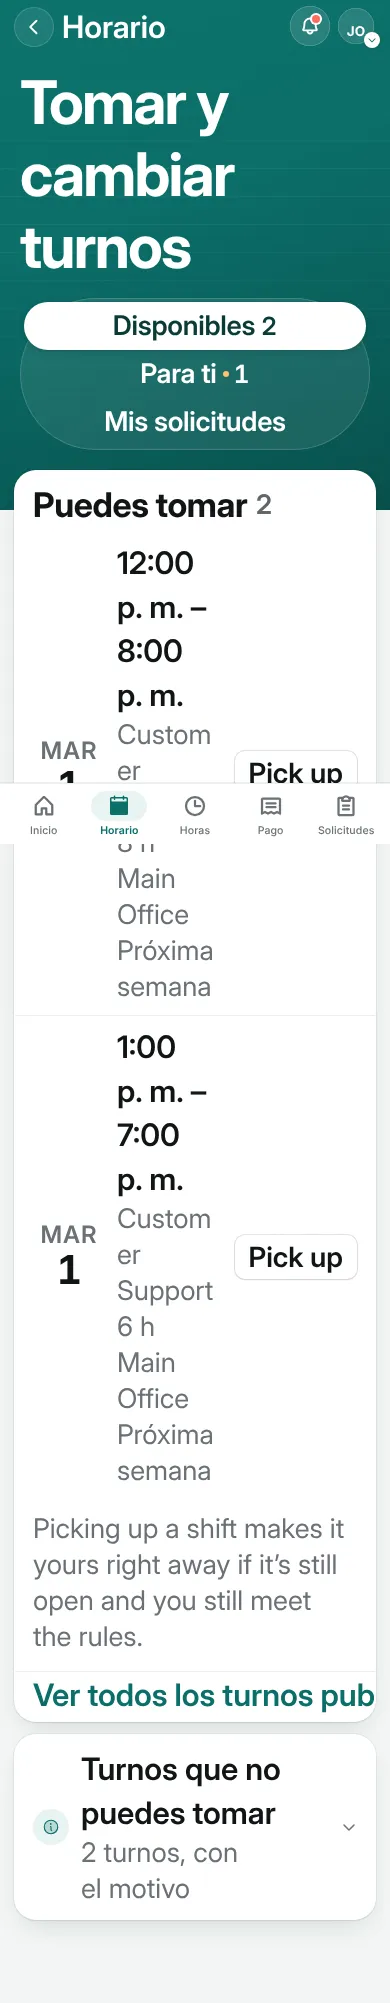 Horario
JO
Tomar y
cambiar
turnos
Disponibles 2
Para ti • 1
Mis solicitudes
Puedes tomar 2
12:00
p. m. –
8:00
p. m.
Custom
er
MAR
Pick up
Inicio
Horario
Horas
Pago
Solicitudes
Main
Office
Próxima
semana
1:00
p. m. –
7:00
p. m.
Custom
er
Support
6 h
Main
Office
Próxima
semana
MAR
1
Pick up
Picking up a shift makes it
yours right away if it’s still
open and you still meet
the rules.
Ver todos los turnos pub
Turnos que no
puedes tomar
2 turnos, con
el motivo